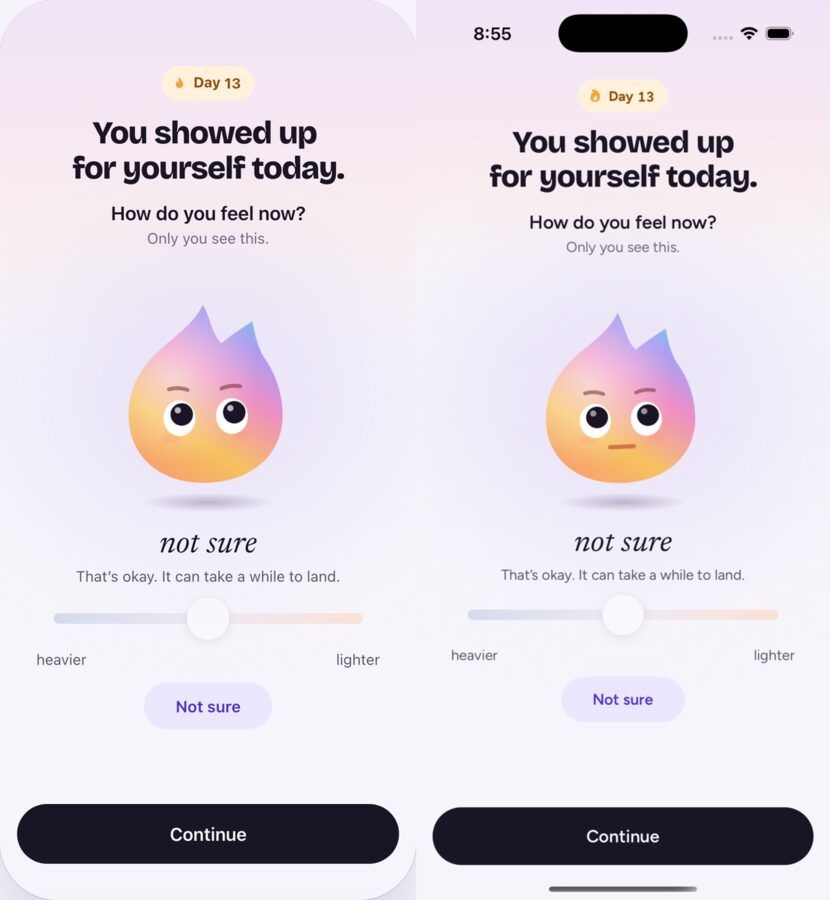 Day 13
You showed up
for yourself today.
How do you feel now?
Only you see this.
not sure
That's okay. It can take a while to land.
heavier
lighter
Not sure
Continue
8:55
Day 13
You showed up
for yourself today.
How do you feel now?
Only you see this.
not sure
That's okay. It can take a while to land.
heavier
lighter
Not sure
Continue